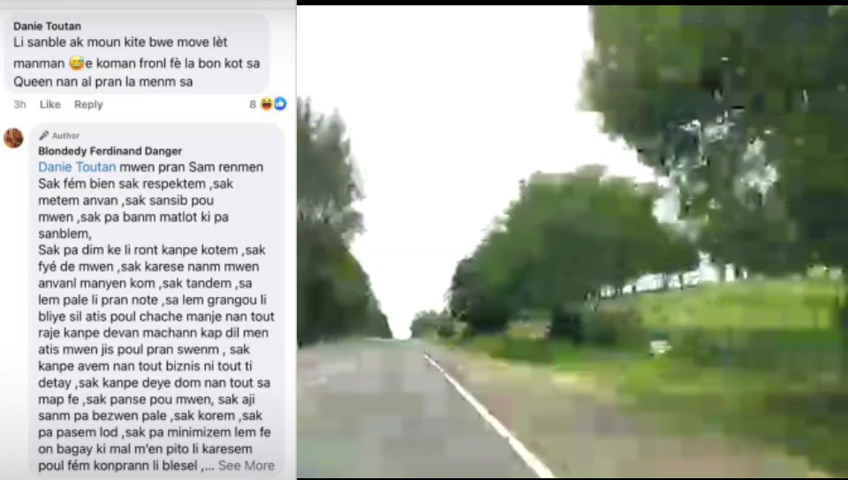 Danie Toutan
Li sanble ak moun kite bwe move lèt
manman 😅e koman fronl fè la bon kot sa
Queen nan al pran la menm sa
3h Like Reply 8
Author
Blondedy Ferdinand Danger
Danie Toutan mwen pran Sam renmen
Sak fém bien sak respektem ,sak
metem anvan ,sak sansib pou
mwen ,sak pa banm matlot ki pa
sanblem,
Sak pa dim ke li ront kanpe kotem ,sak
fyé de mwen ,sak karese nanm mwen
anvanl manyen kom ,sak tandem ,sa
lem pale li pran note ,sa lem grangou li
bliye sil atis poul chache manje nan tout
raje kanpe devan machann kap dil men
atis mwen jis poul pran swenm , sak
kanpe avem nan tout biznis ni tout ti
detay ,sak kanpe deye dom nan tout sa
map fe ,sak panse pou mwen, sak aji
sanm pa bezwen pale ,sak korem ,sak
pa pasem lod ,sak pa minimizem lem fe
on bagay ki mal m'en pito li karesem
poul fém konprann li blesel ,... See More